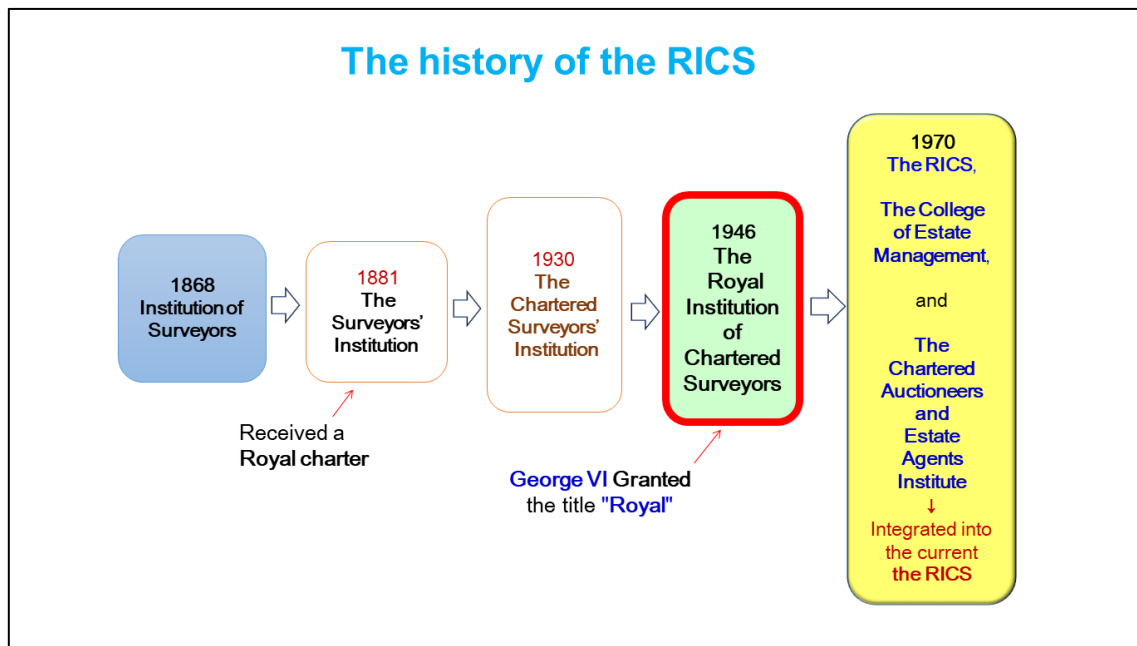 The history of the RICS
1868
Institution of
Surveyors
1881
The
Surveyors’
Institution
Received a
Royal charter
1930
The
Chartered
Surveyors’
Institution
1946
The
Royal
Institution
of
Chartered
Surveyors
George VI Granted
the title "Royal"
1970
The RICS,
The College
of Estate
Management,
and
The
Chartered
Auctioneers
and
Estate
Agents
Institute
↓
Integrated into
the current
the RICS